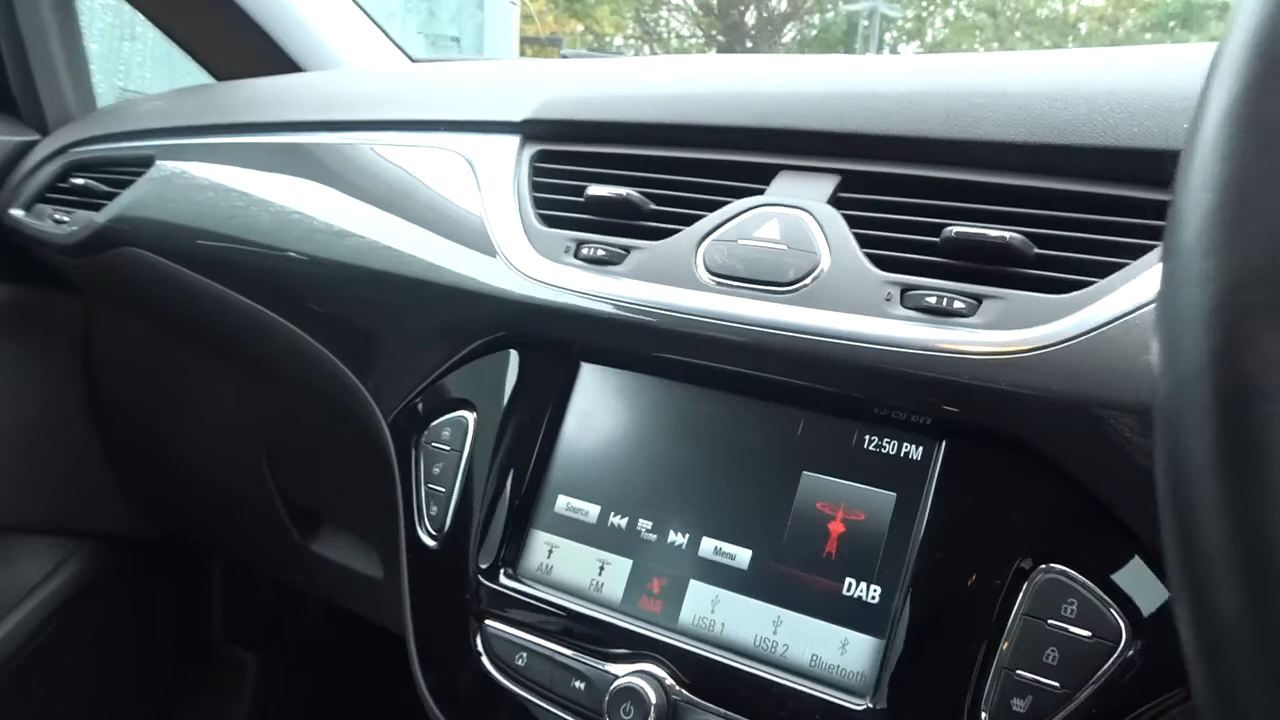 12:50 PM
Source
Tone
Menu
DAB
AM
FM
DAB
USB 1
USB 2
Bluetooth